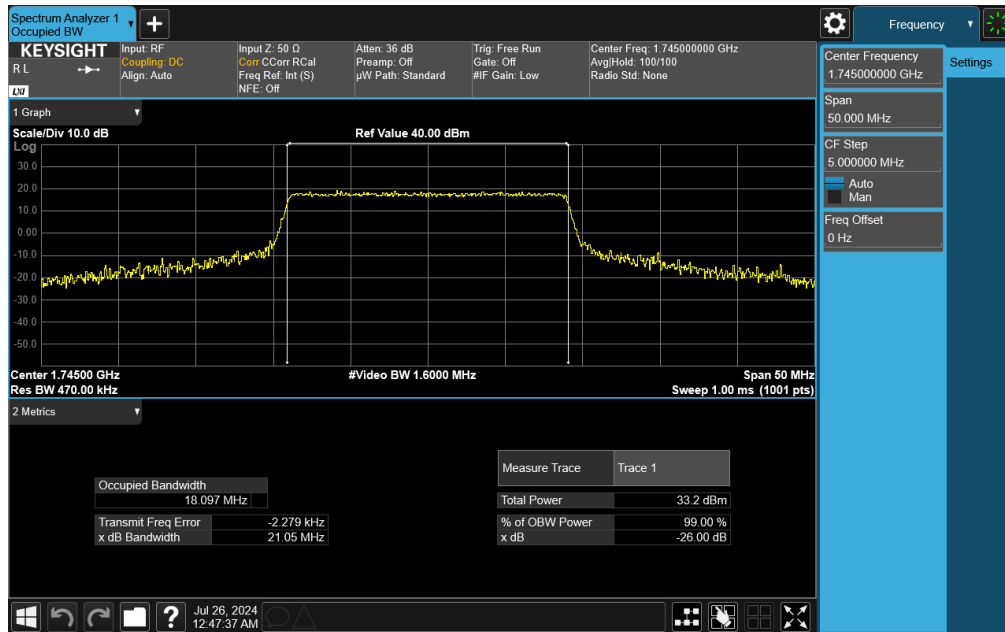 Spectrum Analyzer 1
Occupied BW
+
Frequency
KEYSIGHT
R L
LXI
Input: RF
Coupling: DC
Align: Auto
Input Z: 50 Ω
Corr CCorr RCal
Freq Ref: Int (S)
NFE: Off
Atten: 36 dB
Preamp: Off
µW Path: Standard
Trig: Free Run
Gate: Off
#IF Gain: Low
Center Freq: 1.745000000 GHz
Avg|Hold: 100/100
Radio Std: None
Center Frequency
1.745000000 GHz
Settings
Span
50.000 MHz
CF Step
5.000000 MHz
Auto
Man
Freq Offset
0 Hz
1 Graph
Scale/Div 10.0 dB
Ref Value 40.00 dBm
Log
30.0
20.0
10.0
0.00
-10.0
-20.0
-30.0
-40.0
-50.0
Center 1.74500 GHz
#Video BW 1.6000 MHz
Span 50 MHz
Res BW 470.00 kHz
Sweep 1.00 ms (1001 pts)
2 Metrics
Measure Trace Trace 1
Occupied Bandwidth
18.097 MHz
Total Power 33.2 dBm
Transmit Freq Error -2.279 kHz
% of OBW Power 99.00 %
x dB Bandwidth 21.05 MHz
x dB -26.00 dB
?
Jul 26, 2024
12:47:37 AM